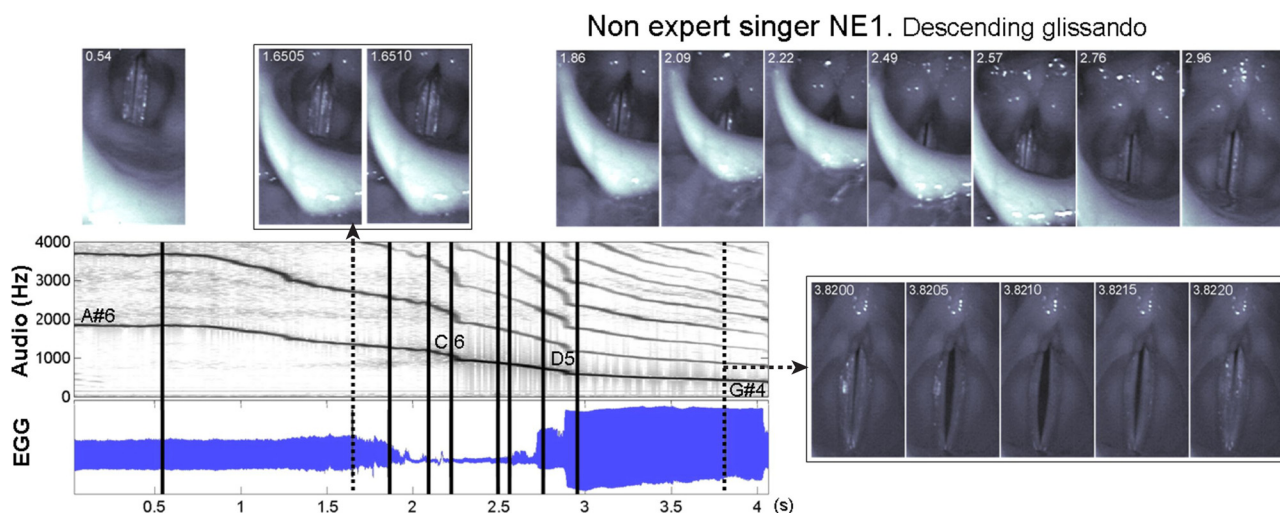 Non expert singer NE1. Descending glissando
0.54
1.6505 1.6510
1.86 2.09 2.22 2.49 2.57 2.76 2.96
Audio (Hz)
4000
3000
2000
1000
0
A#6
C 6
D5
G#4
3.8200 3.8205 3.8210 3.8215 3.8220
EGG
0.5 1 1.5 2 2.5 3 3.5 4 (s)